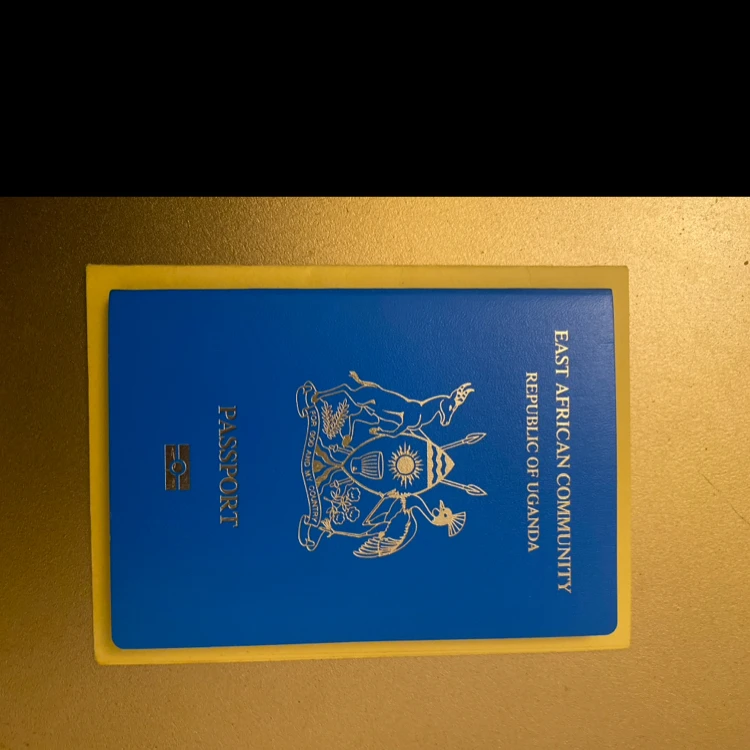 EAST AFRICAN COMMUNITY
REPUBLIC OF UGANDA
FOR GOD AND MY COUNTRY
PASSPORT